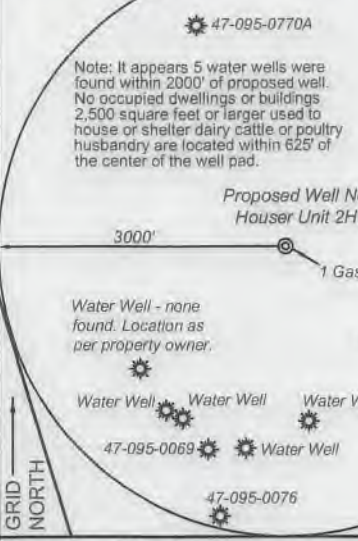 47-095-0770A
Note: It appears 5 water wells were
found within 2000' of proposed well.
No occupied dwellings or buildings
2,500 square feet or larger used to
house or shelter dairy cattle or poultry
husbandry are located within 625' of
the center of the well pad.
Proposed Well No
Houser Unit 2H
3000'
1 Gas
Water Well - none
found. Location as
per property owner.
Water Well
Water Well
Water W
47-095-0069
Water Well
47-095-0076
GRID
NORTH